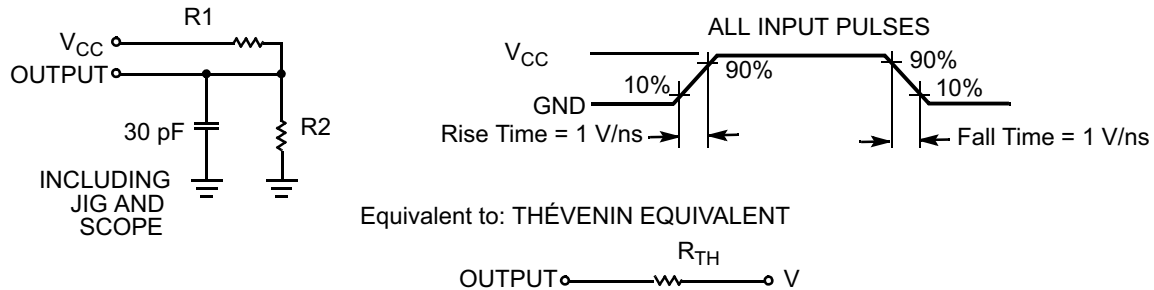 R1
VCC
OUTPUT
30 pF
R2
INCLUDING
JIG AND
SCOPE
ALL INPUT PULSES
VCC
GND
10%
90%
90%
10%
Rise Time = 1 V/ns
Fall Time = 1 V/ns
Equivalent to: THÉVENIN EQUIVALENT
RTH
OUTPUT
V